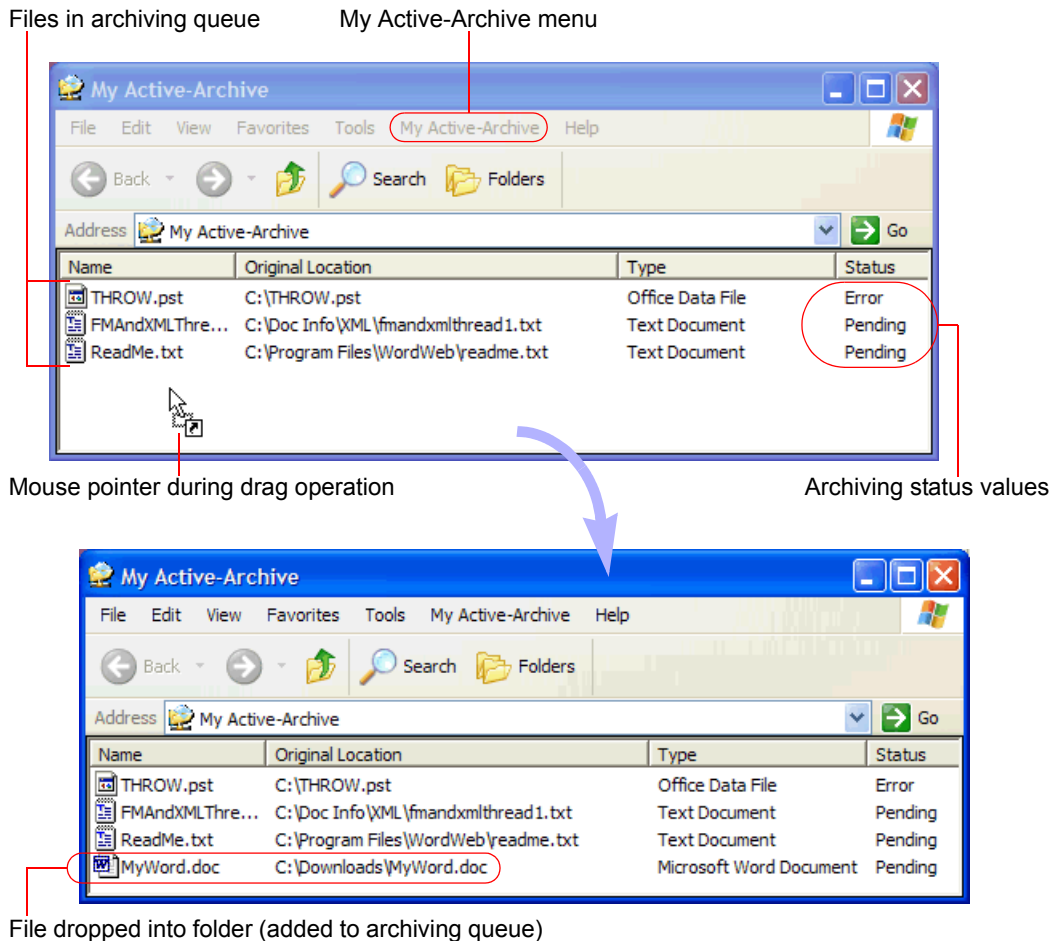 Files in archiving queue
My Active-Archive menu
My Active-Archive
File Edit View Favorites Tools My Active-Archive Help
Back Search Folders
Address My Active-Archive Go
Name Original Location Type Status
THROW.pst C:\THROW.pst Office Data File Error
FMAndXMLThre... C:\Doc Info\XML\fmandxmlthread1.txt Text Document Pending
ReadMe.txt C:\Program Files\WordWeb\readme.txt Text Document Pending
Mouse pointer during drag operation
Archiving status values
My Active-Archive
File Edit View Favorites Tools My Active-Archive Help
Back Search Folders
Address My Active-Archive Go
Name Original Location Type Status
THROW.pst C:\THROW.pst Office Data File Error
FMAndXMLThre... C:\Doc Info\XML\fmandxmlthread1.txt Text Document Pending
ReadMe.txt C:\Program Files\WordWeb\readme.txt Text Document Pending
MyWord.doc C:\Downloads\MyWord.doc Microsoft Word Document Pending
File dropped into folder (added to archiving queue)